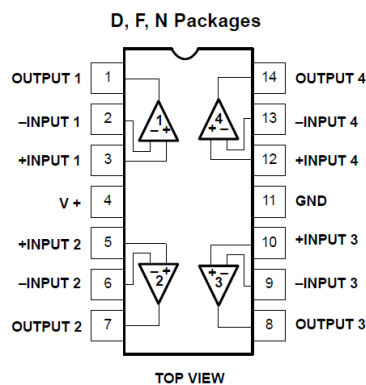 D, F, N Packages
OUTPUT 1 1 14 OUTPUT 4
–INPUT 1 2 1 4 13 –INPUT 4
– + + –
+INPUT 1 3 12 +INPUT 4
V + 4 11 GND
+INPUT 2 5 10 +INPUT 3
– + + –
–INPUT 2 6 2 3 9 –INPUT 3
OUTPUT 2 7 8 OUTPUT 3
TOP VIEW